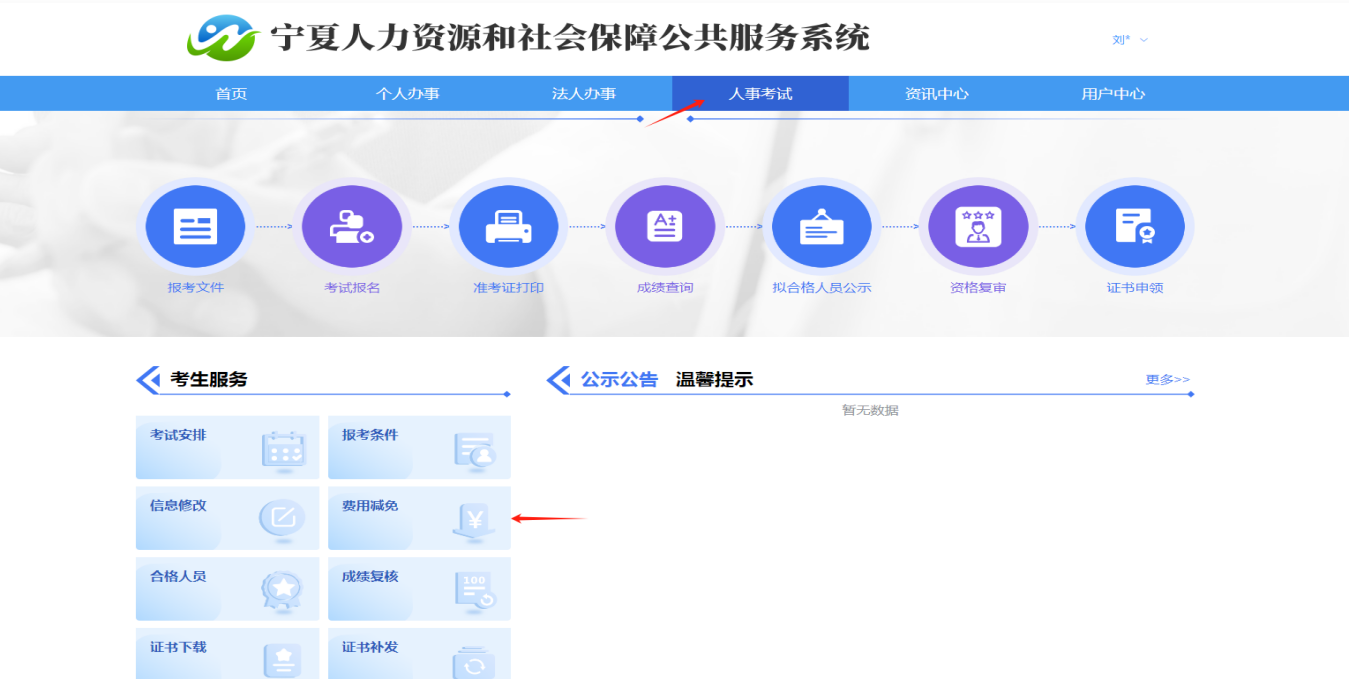 宁夏人力资源和社会保障公共服务系统
刘*
首页 个人办事 法人办事 人事考试 资讯中心 用户中心
报考文件 考试报名 准考证打印 成绩查询 拟合格人员公示 资格复审 证书申领
考生服务
公示公告 温馨提示 更多>>
暂无数据
考试安排 报考条件
信息修改 费用减免
合格人员 成绩复核
证书下载 证书补发
A+
¥
100